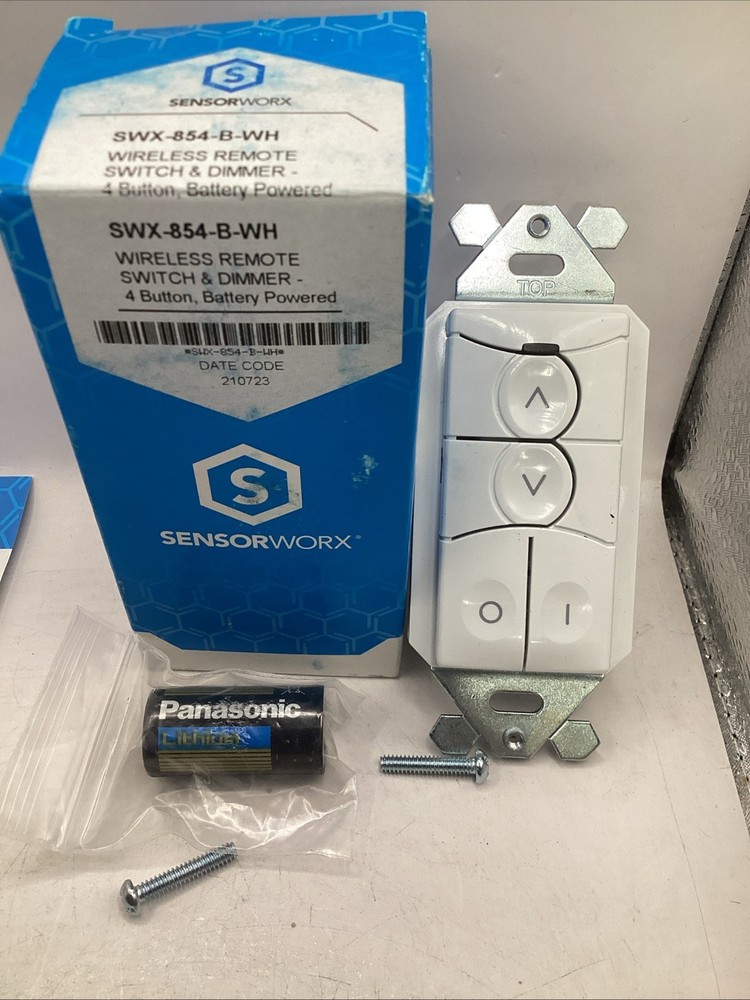 S
SENSORWORX
SWX-854-B-WH
WIRELESS REMOTE
SWITCH & DIMMER -
4 Button, Battery Powered
SWX-854-B-WH
WIRELESS REMOTE
SWITCH & DIMMER -
4 Button, Battery Powered
*SWX-854-B-WH*
DATE CODE
210723
S
SENSORWORX®
TOP
O
I
Panasonic
Lithium